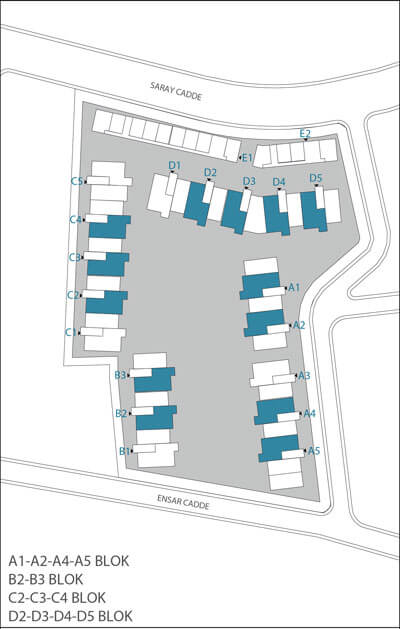 SARAY CADDE
E2
E1
D1
D2
D3
D4
D5
C5
C4
C3
C2
C1
A1
A2
A3
A4
A5
B3
B2
B1
ENSAR CADDE
A1-A2-A4-A5 BLOK
B2-B3 BLOK
C2-C3-C4 BLOK
D2-D3-D4-D5 BLOK